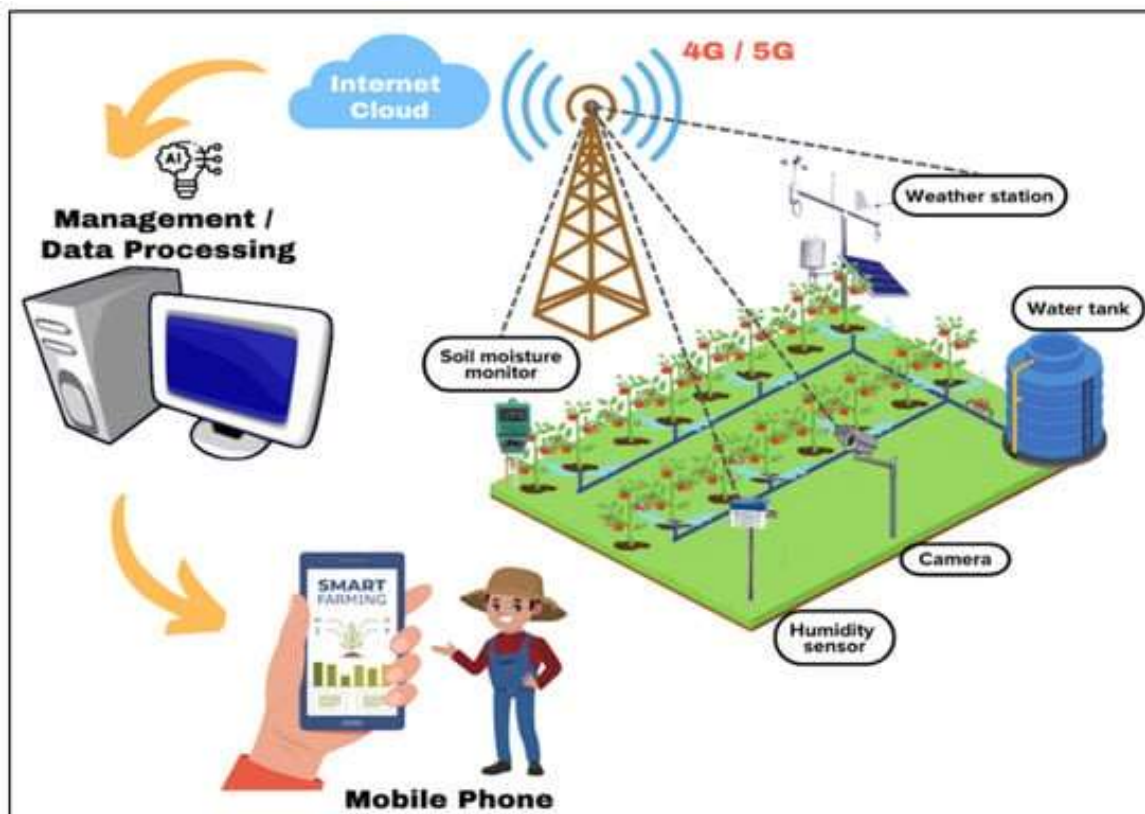 4G / 5G
Internet
Cloud
AI
Management /
Data Processing
Weather station
Water tank
Soil moisture
monitor
Camera
Humidity
sensor
SMART
FARMING
Mobile Phone